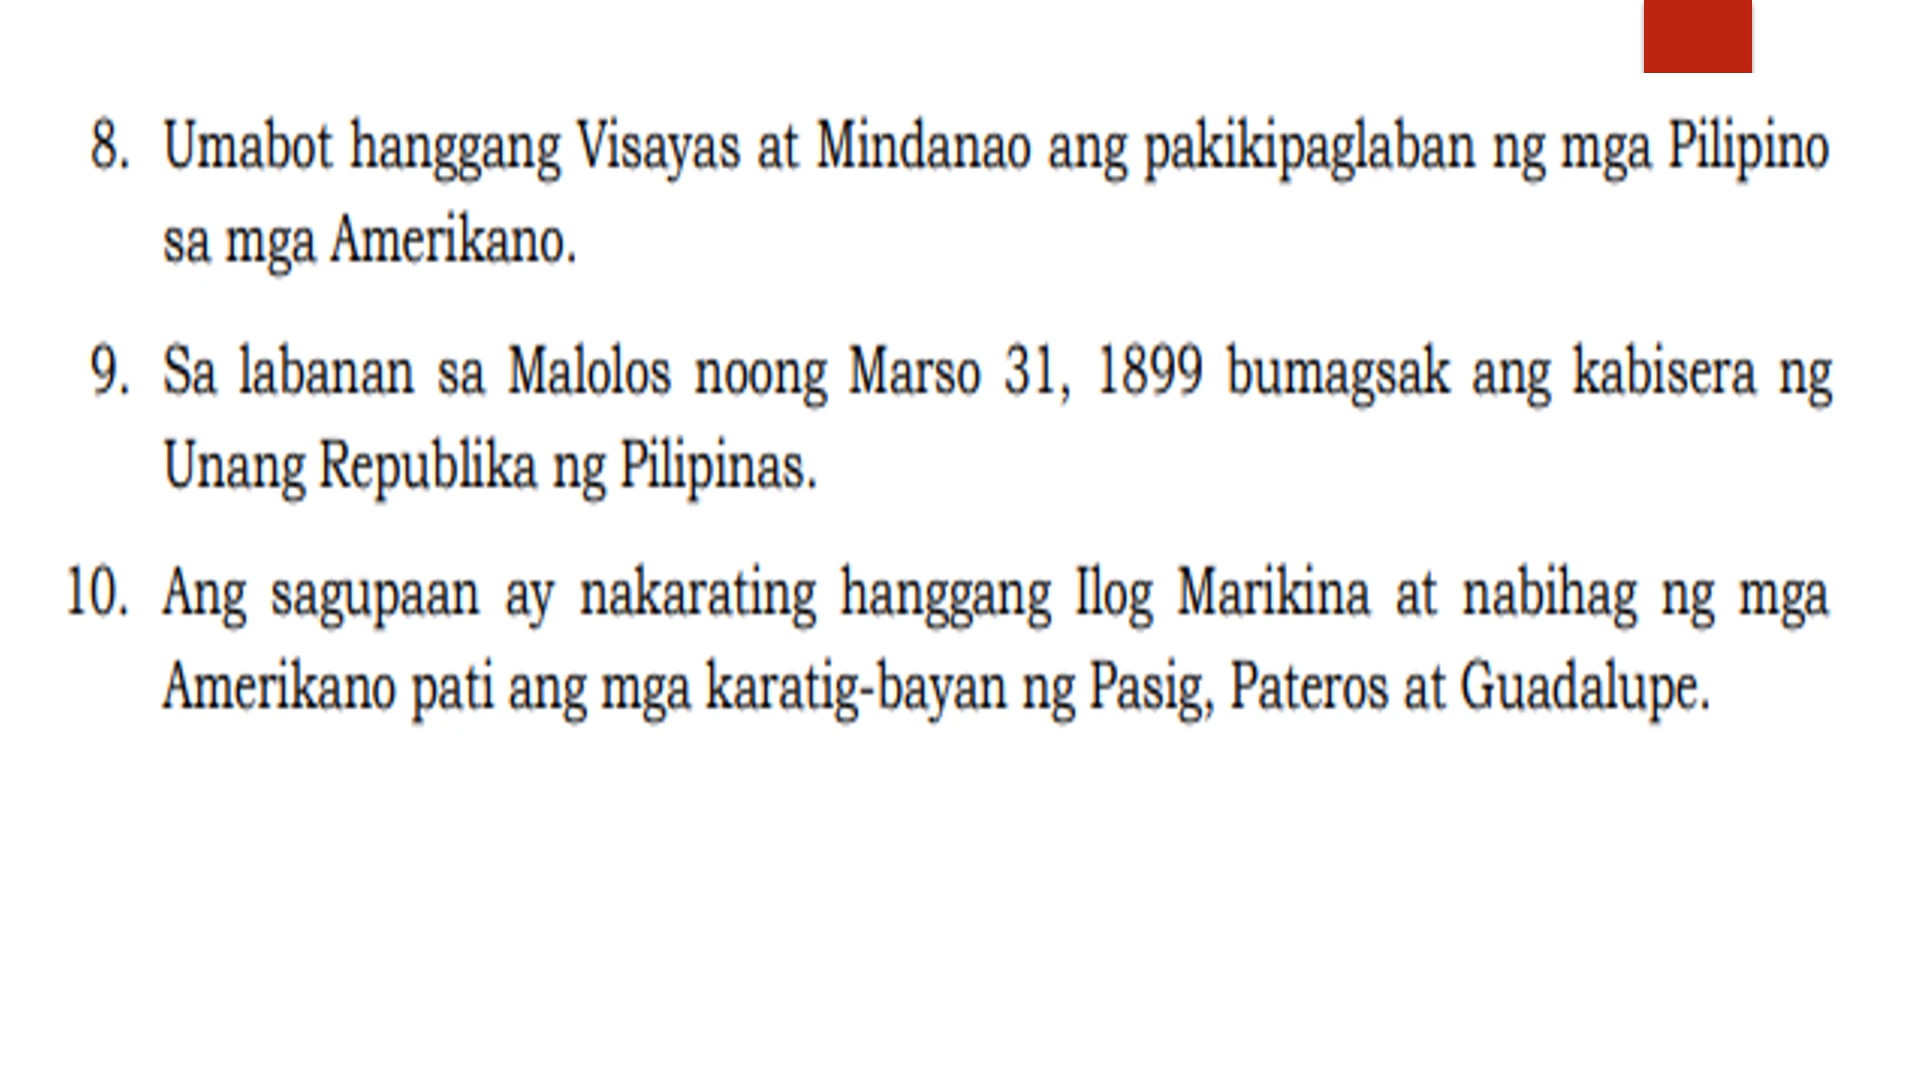 8. Umabot hanggang Visayas at Mindanao ang pakikipaglaban ng mga Pilipino
sa mga Amerikano.
9. Sa labanan sa Malolos noong Marso 31, 1899 bumagsak ang kabisera ng
Unang Republika ng Pilipinas.
10. Ang sagupaan ay nakarating hanggang Ilog Marikina at nabihag ng mga
Amerikano pati ang mga karatig-bayan ng Pasig, Pateros at Guadalupe.